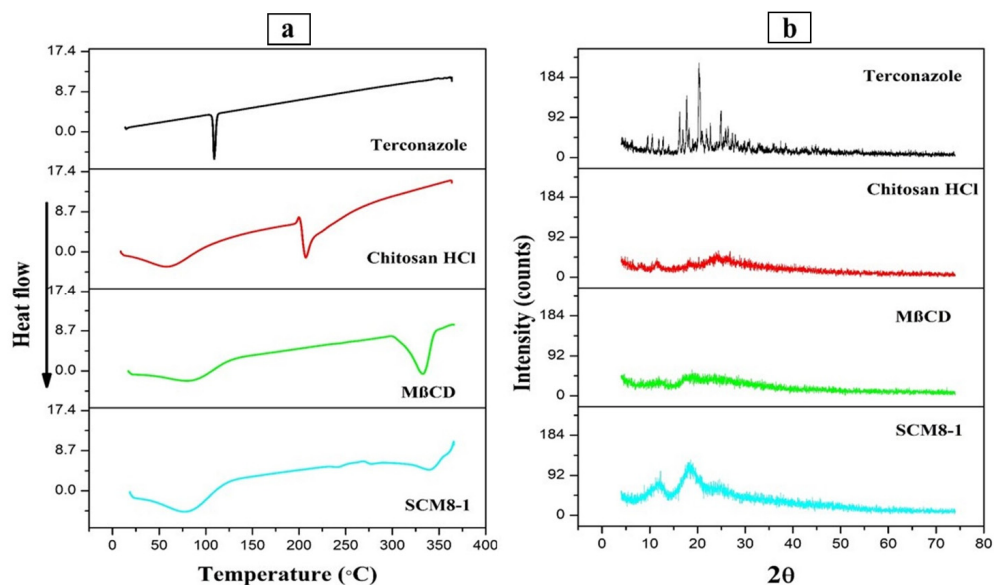 a
17.4
8.7
0.0
Terconazole
17.4
8.7
0.0
Chitosan HCl
17.4
8.7
0.0
MßCD
17.4
8.7
0.0
SCM8-1
0 50 100 150 200 250 300 350 400
Temperature (°C)
Heat flow
b
184
92
0
Terconazole
184
92
0
Chitosan HCl
184
92
0
MßCD
184
92
0
SCM8-1
0 10 20 30 40 50 60 70 80
2θ
Intensity (counts)